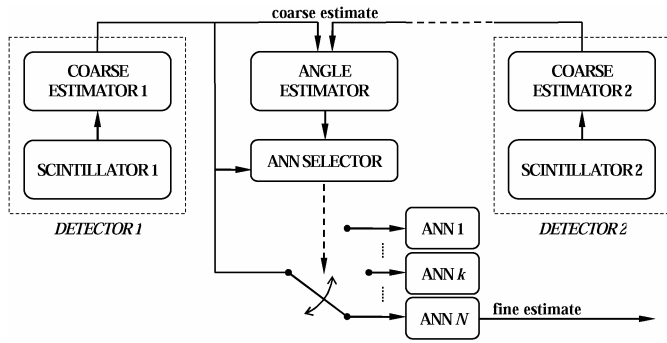 coarse estimate
COARSE
ESTIMATOR 1
SCINTILLATOR 1
DETECTOR 1
ANGLE
ESTIMATOR
ANN SELECTOR
COARSE
ESTIMATOR 2
SCINTILLATOR 2
DETECTOR 2
ANN 1
ANN k
ANN N
fine estimate